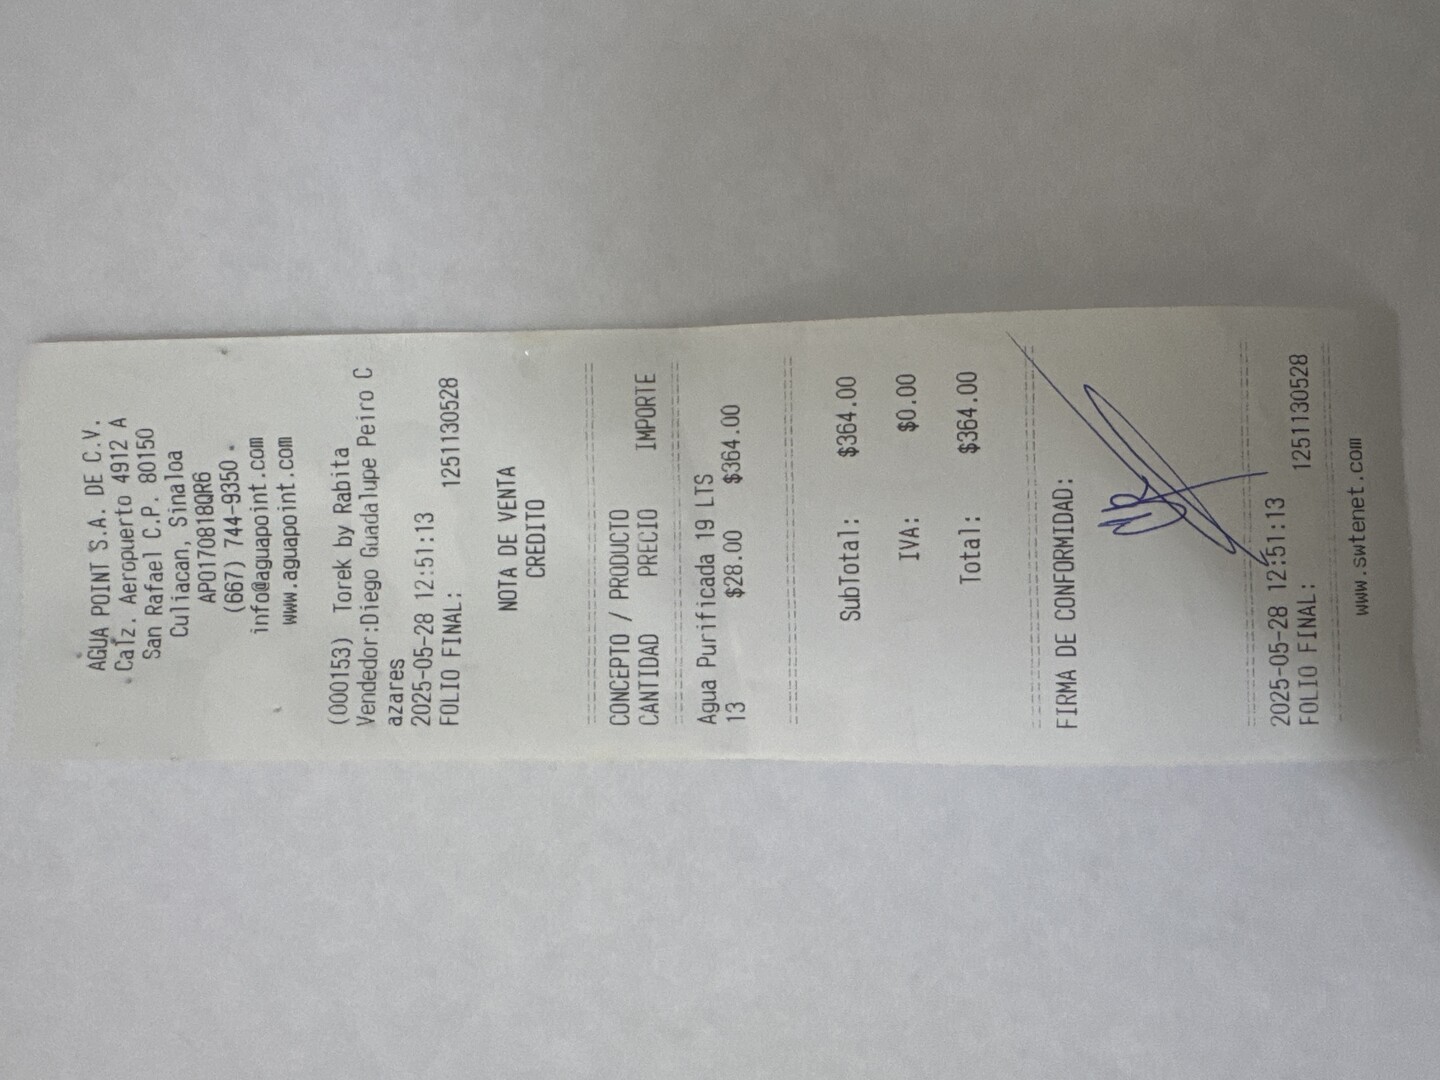 AGUA POINT S.A. DE C.V.
Calz. Aeropuerto 4912 A
San Rafael C.P. 80150
Culiacan, Sinaloa
APO170818QR6
(667) 744-9350
info@aguapoint.com
www.aguapoint.com
(000153) Torek by Rabita
Vendedor:Diego Guadalupe Peiro C
azares
2025-05-28 12:51:13
FOLIO FINAL: 1251130528
NOTA DE VENTA
CREDITO
CONCEPTO / PRODUCTO
CANTIDAD PRECIO IMPORTE
Agua Purificada 19 LTS
13 $28.00 $364.00
SubTotal: $364.00
IVA: $0.00
Total: $364.00
FIRMA DE CONFORMIDAD:
2025-05-28 12:51:13
FOLIO FINAL: 1251130528
www.swtenet.com